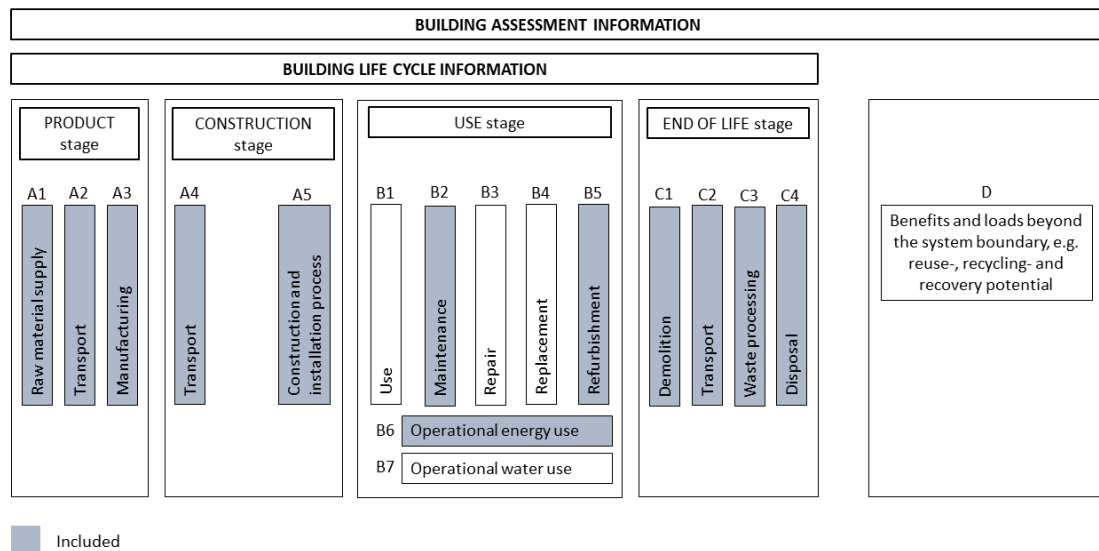 BUILDING ASSESSMENT INFORMATION
BUILDING LIFE CYCLE INFORMATION
PRODUCT
stage
CONSTRUCTION
stage
USE stage
END OF LIFE stage
A1
A2
A3
A4
A5
B1
B2
B3
B4
B5
C1
C2
C3
C4
D
Raw material supply
Transport
Manufacturing
Transport
Construction and
installation process
Use
Maintenance
Repair
Replacement
Refurbishment
Demolition
Transport
Waste processing
Disposal
Benefits and loads beyond
the system boundary, e.g.
reuse-, recycling- and
recovery potential
B6 Operational energy use
B7 Operational water use
Included